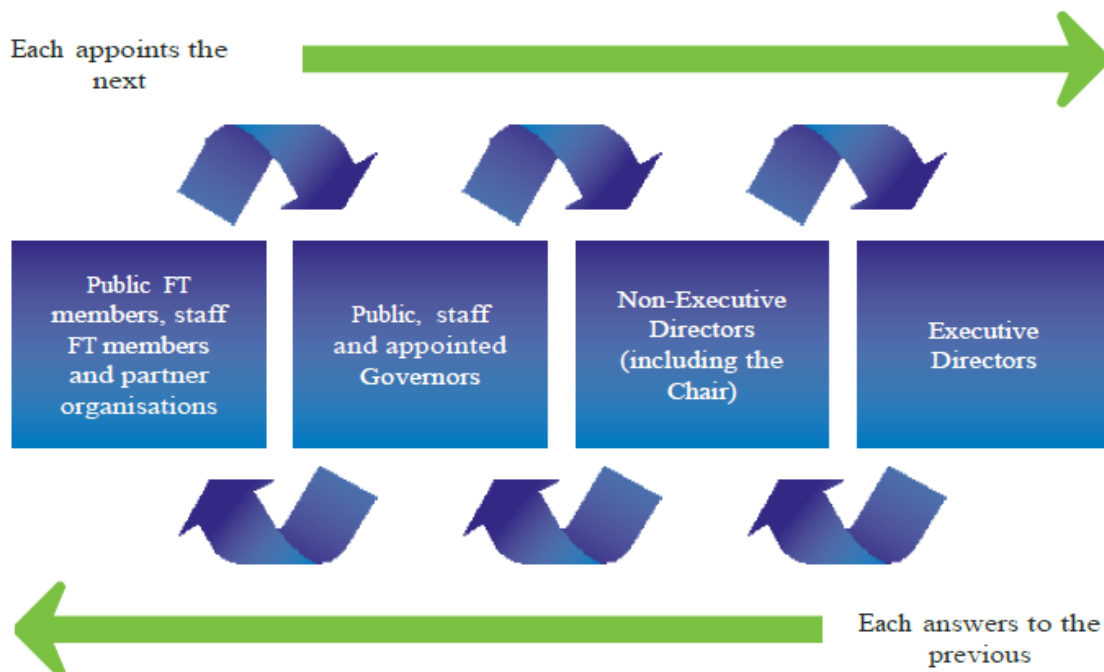 Each appoints the
next
Public FT
members, staff
FT members
and partner
organisations
Public, staff
and appointed
Governors
Non-Executive
Directors
(including the
Chair)
Executive
Directors
Each answers to the
previous